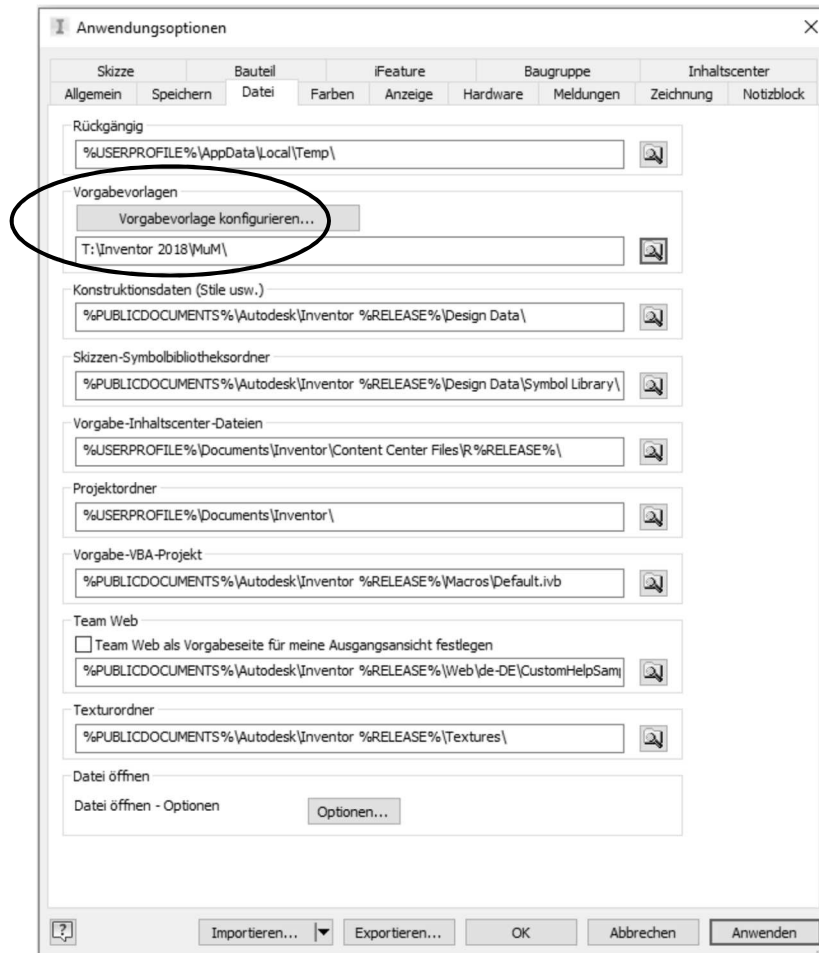 Anwendungsoptionen
Skizze Bauteil iFeature Baugruppe Inhaltscenter
Allgemein Speichern Datei Farben Anzeige Hardware Meldungen Zeichnung Notizblock
Rückgängig
%USERPROFILE%\AppData\Local\Temp\
Vorgabevorlagen
Vorgabevorlage konfigurieren...
T:\Inventor 2018\MuM\
Konstruktionsdaten (Stile usw.)
%PUBLICDOCUMENTS%\Autodesk\Inventor %RELEASE%\Design Data\
Skizzen-Symbolbibliotheksordner
%PUBLICDOCUMENTS%\Autodesk\Inventor %RELEASE%\Design Data\Symbol Library\
Vorgabe-Inhaltscenter-Dateien
%USERPROFILE%\Documents\Inventor\Content Center Files\R%RELEASE%\
Projektordner
%USERPROFILE%\Documents\Inventor\
Vorgabe-VBA-Projekt
%PUBLICDOCUMENTS%\Autodesk\Inventor %RELEASE%\Macros\Default.ivb
Team Web
Team Web als Vorgabeseite für meine Ausgangsansicht festlegen
%PUBLICDOCUMENTS%\Autodesk\Inventor %RELEASE%\Web\de-DE\CustomHelpSam
Texturordner
%PUBLICDOCUMENTS%\Autodesk\Inventor %RELEASE%\Textures\
Datei öffnen
Datei öffnen - Optionen Optionen...
? Importieren... Exportieren... OK Abbrechen Anwenden